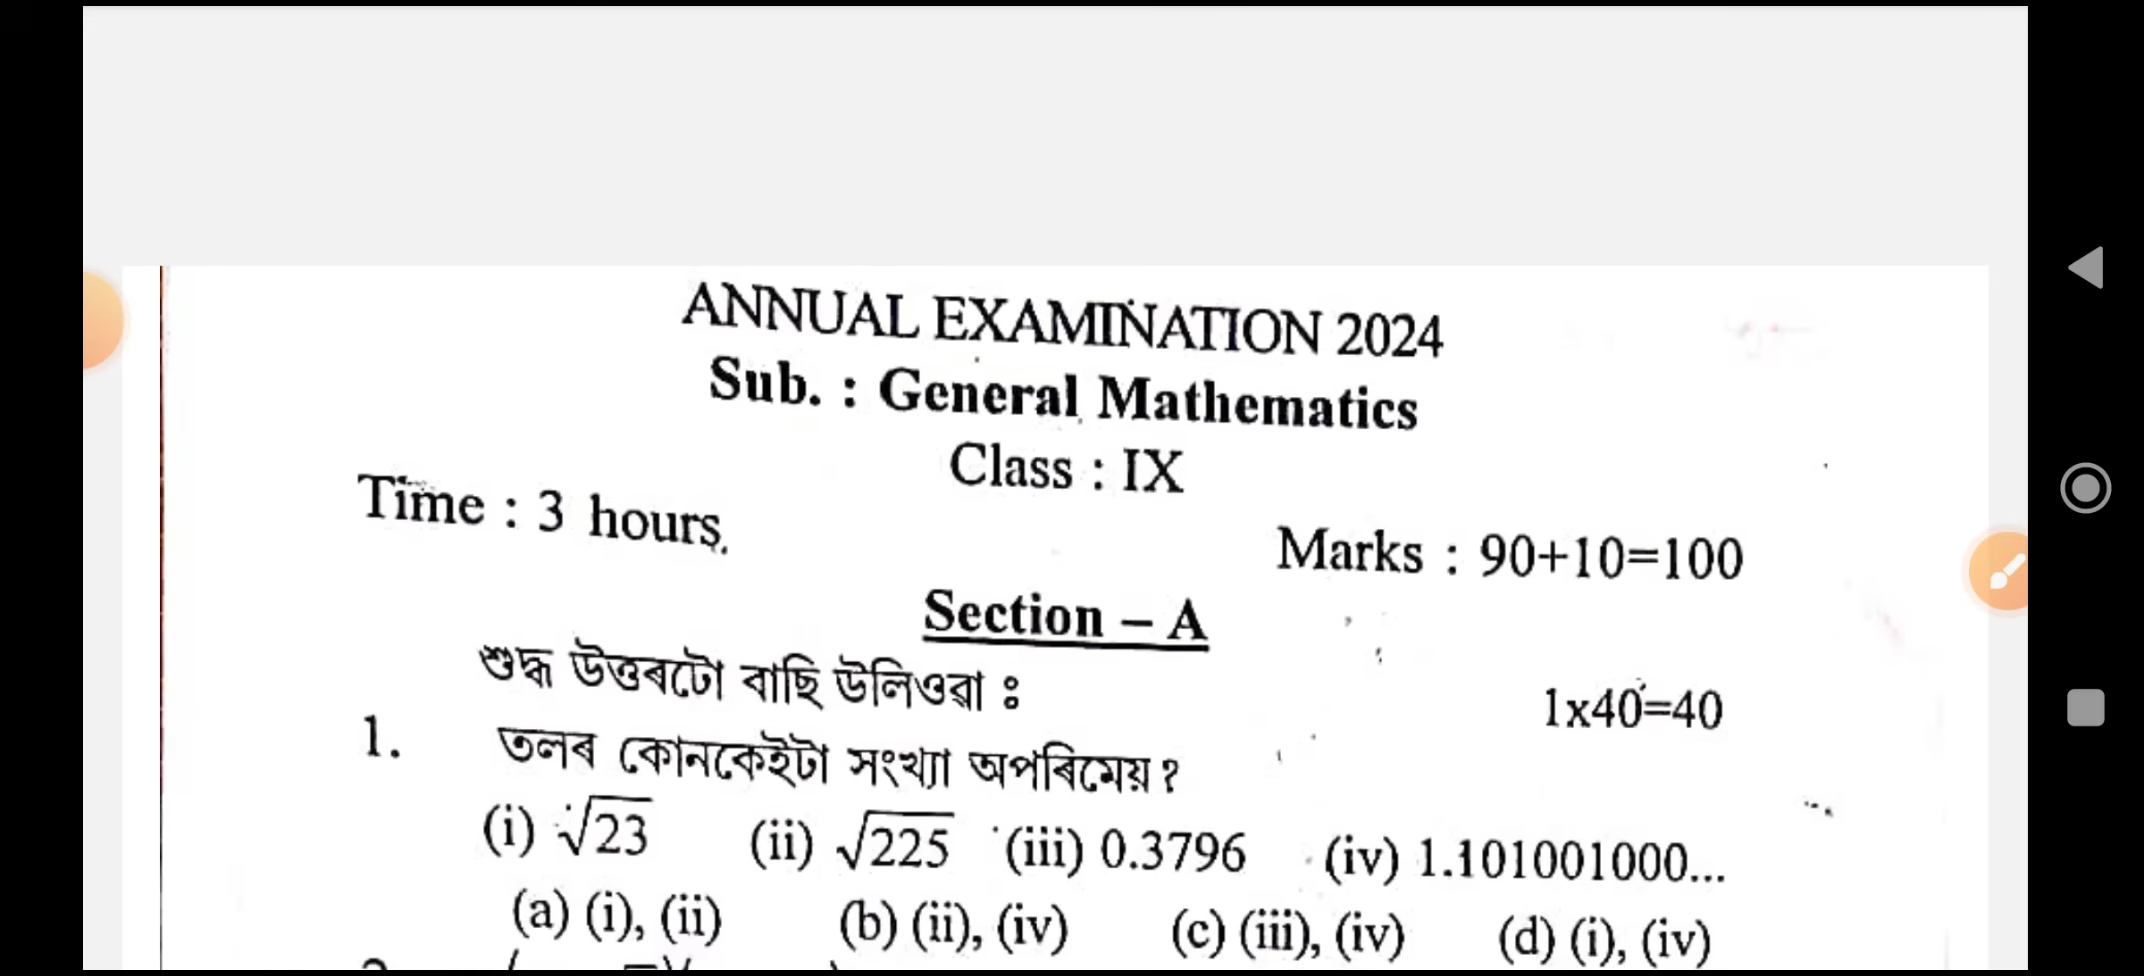 ANNUAL EXAMINATION 2024
Sub. : General Mathematics
Class : IX
Time : 3 hours.
Marks : 90+10=100
Section – A
শুদ্ধ উত্তৰটো বাছি উলিওৱা ঃ
1x40=40
1. তলৰ কোনকেইটা সংখ্যা অপৰিমেয় ?
(i) √23 (ii) √225 (iii) 0.3796 (iv) 1.101001000...
(a) (i), (ii) (b) (ii), (iv) (c) (iii), (iv) (d) (i), (iv)